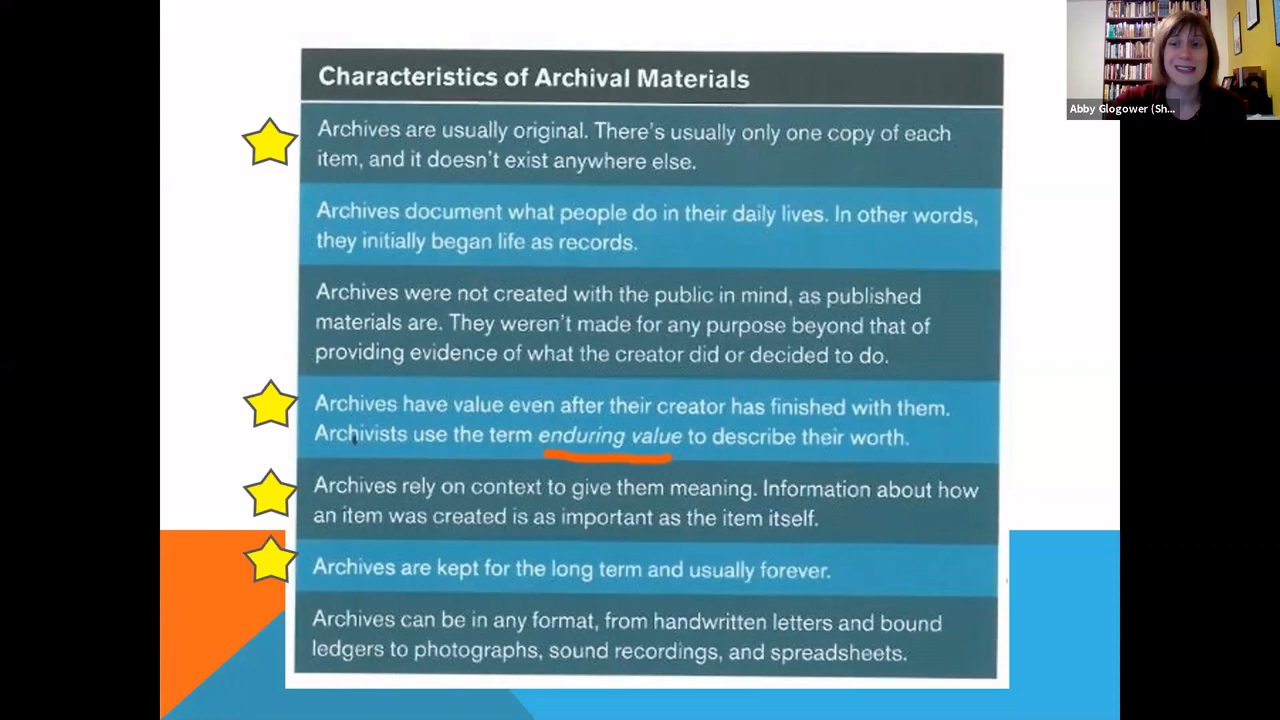 Characteristics of Archival Materials
Archives are usually original. There's usually only one copy of each
item, and it doesn't exist anywhere else.
Archives document what people do in their daily lives. In other words,
they initially began life as records.
Archives were not created with the public in mind, as published
materials are. They weren't made for any purpose beyond that of
providing evidence of what the creator did or decided to do.
Archives have value even after their creator has finished with them.
Archivists use the term enduring value to describe their worth.
Archives rely on context to give them meaning. Information about how
an item was created is as important as the item itself.
Archives are kept for the long term and usually forever.
Archives can be in any format, from handwritten letters and bound
ledgers to photographs, sound recordings, and spreadsheets.
Abby Glogower (Sh...